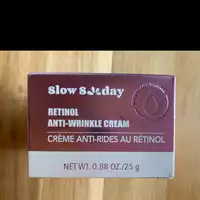 slow Sunday
RETINOL
ANTI-WRINKLE CREAM
CRÈME ANTI-RIDES AU RÉTINOL
NET WT. 0.88 OZ./25 g